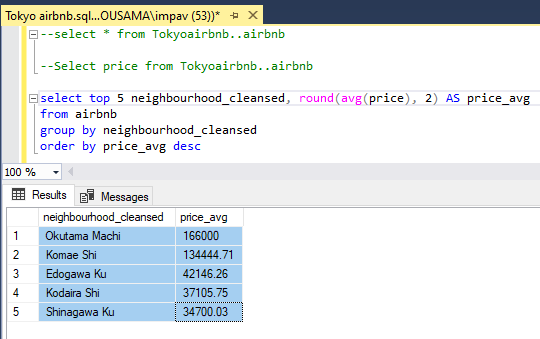 Tokyo airbnb.sql...OUSAMA\impav (53))*
--select * from Tokyoairbnb..airbnb
--Select price from Tokyoairbnb..airbnb
select top 5 neighbourhood_cleansed, round(avg(price), 2) AS price_avg
from airbnb
group by neighbourhood_cleansed
order by price_avg desc
100 %
Results Messages
neighbourhood_cleansed price_avg
1 Okutama Machi 166000
2 Komae Shi 134444.71
3 Edogawa Ku 42146.26
4 Kodaira Shi 37105.75
5 Shinagawa Ku 34700.03